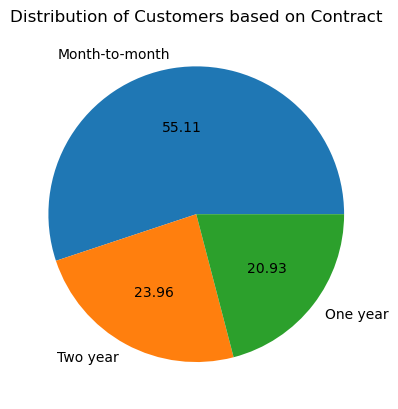 Distribution of Customers based on Contract
Month-to-month
55.11
20.93
23.96
One year
Two year